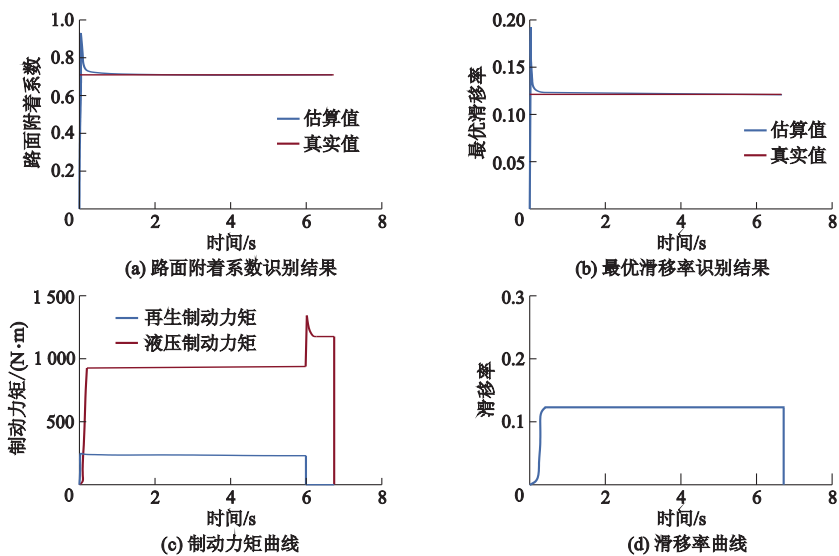 1.0
0.8
0.6
0.4
0.2
0
2
4
6
8
路面附着系数
估算值
真实值
时间/s
(a) 路面附着系数识别结果
0.20
0.15
0.10
0.05
0
2
4
6
8
最优滑移率
估算值
真实值
时间/s
(b) 最优滑移率识别结果
1 500
1 000
500
0
2
4
6
8
制动力矩/(N·m)
再生制动力矩
液压制动力矩
时间/s
(c) 制动力矩曲线
0.3
0.2
0.1
0
2
4
6
8
滑移率
时间/s
(d) 滑移率曲线